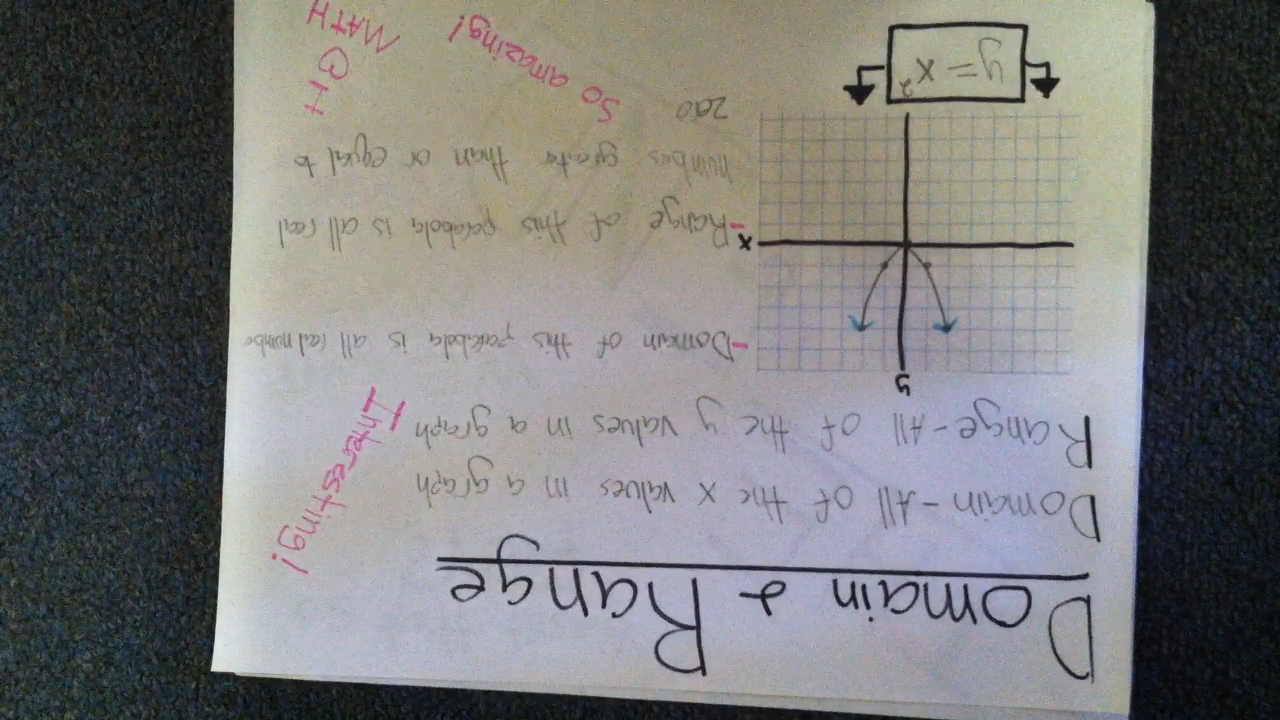 Domain & Range
Domain - All of the x values in a graph
Range - All of the y values in a graph
Interesting!
y
x
- Domain of this parabola is all real number
- Range of this parabola is all real
numbers greater than or equal to
zero
y = x²
So amazing!
GH
MATH